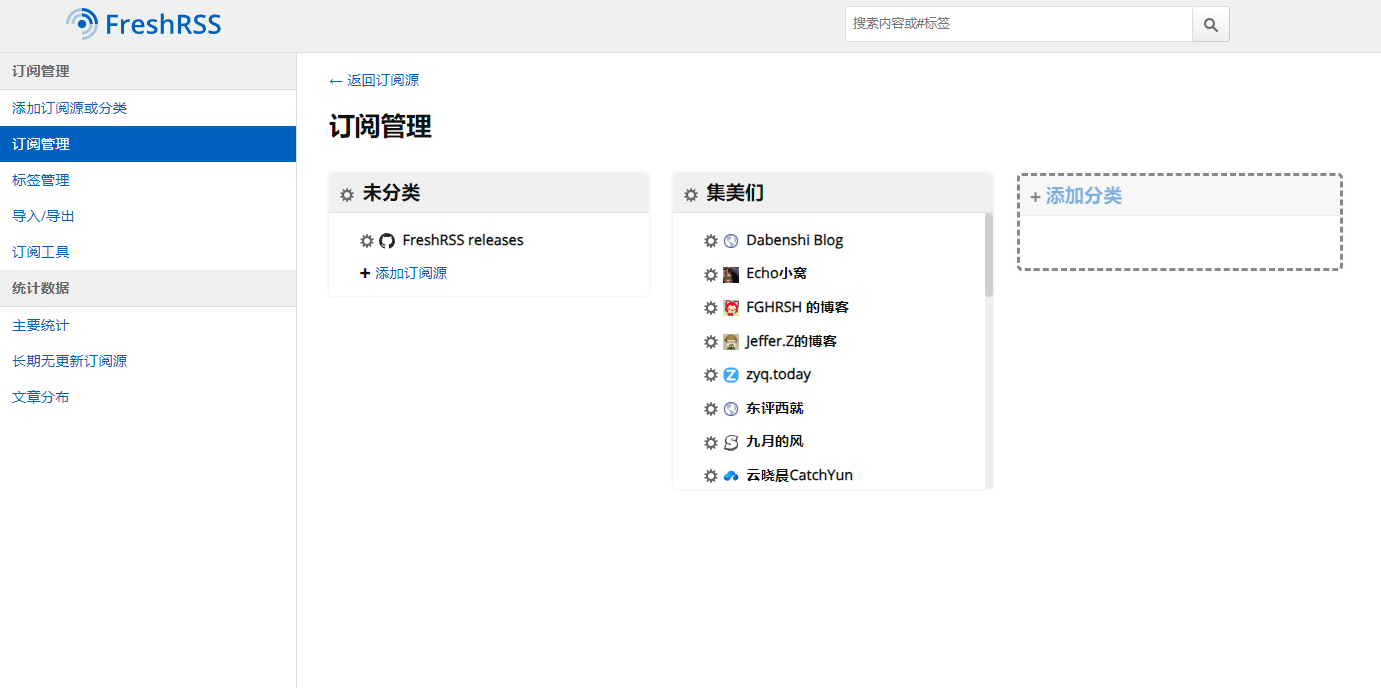 FreshRSS
搜索内容或#标签
订阅管理
添加订阅源或分类
订阅管理
标签管理
导入/导出
订阅工具
统计数据
主要统计
长期无更新订阅源
文章分布
← 返回订阅源
订阅管理
未分类
FreshRSS releases
+ 添加订阅源
集美们
Dabenshi Blog
Echo小窝
FGHRSH 的博客
Jeffer.Z的博客
zyq.today
东评西就
九月的风
云晓晨CatchYun
+ 添加分类